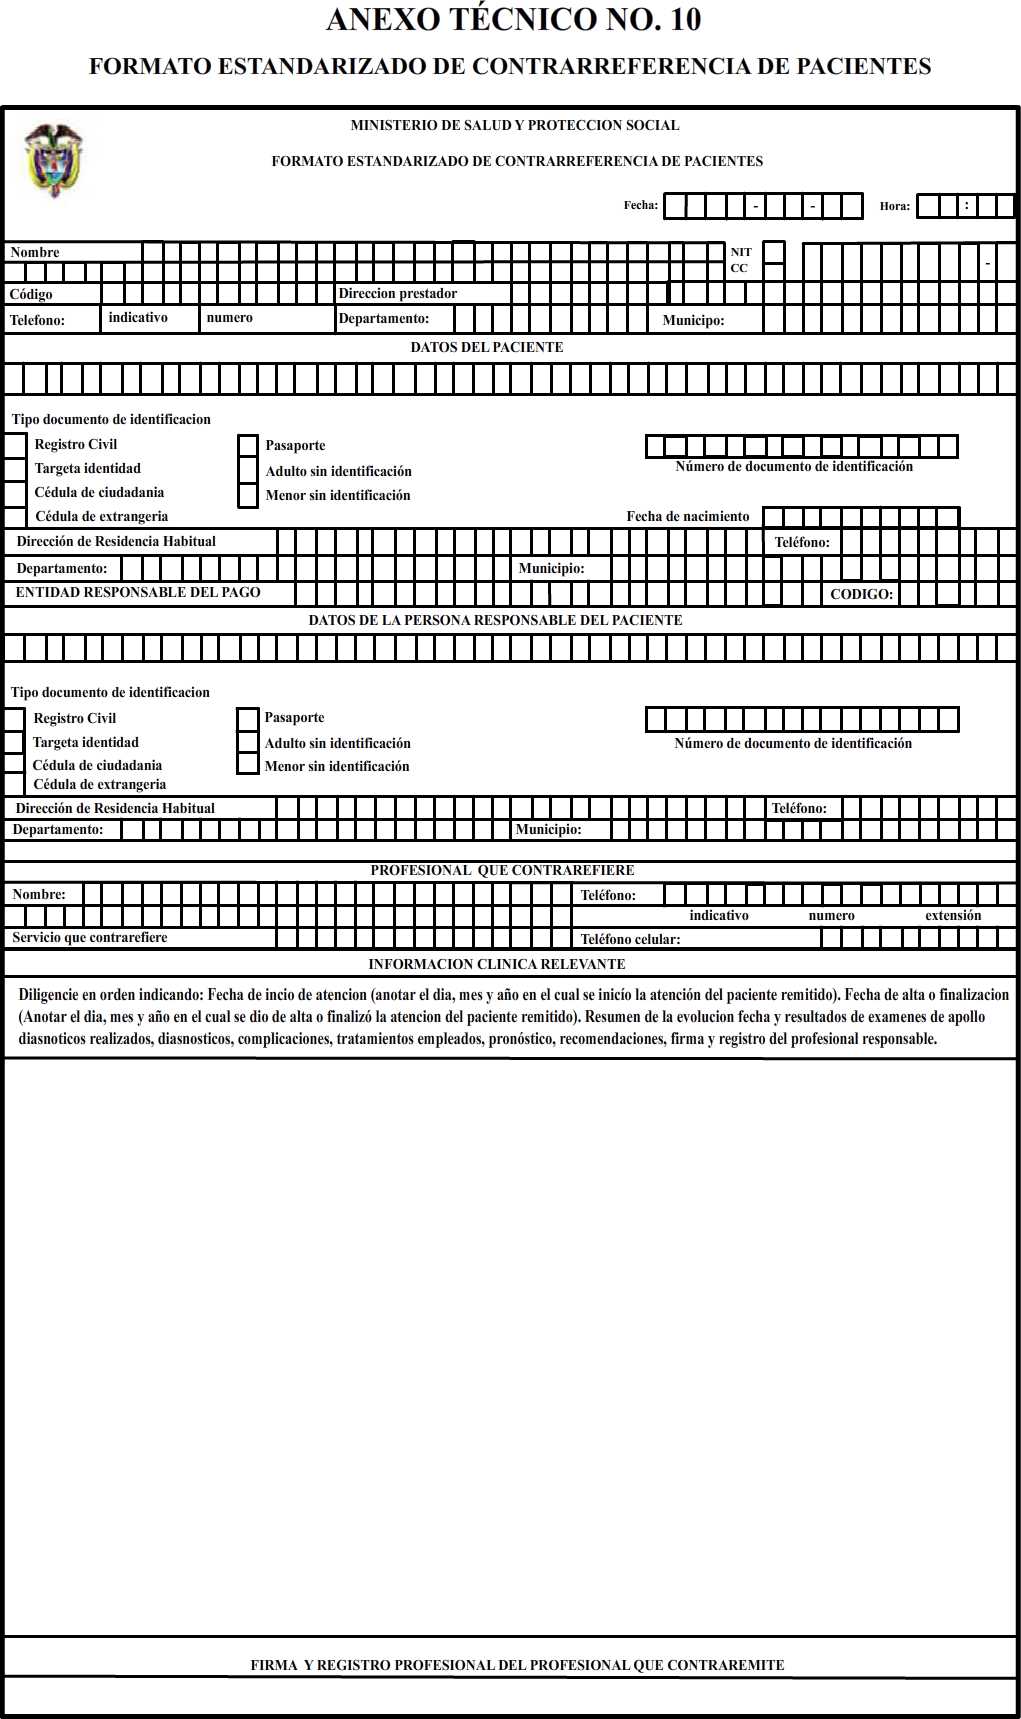 ANEXO TÉCNICO NO. 10
FORMATO ESTANDARIZADO DE CONTRARREFERENCIA DE PACIENTES
MINISTERIO DE SALUD Y PROTECCION SOCIAL
FORMATO ESTANDARIZADO DE CONTRARREFERENCIA DE PACIENTES
Fecha: - - Hora: :
Nombre NIT
CC -
Código Direccion prestador
Telefono: indicativo numero Departamento: Municipo:
DATOS DEL PACIENTE
Tipo documento de identificacion
Registro Civil Pasaporte
Targeta identidad Adulto sin identificación Número de documento de identificación
Cédula de ciudadania Menor sin identificación
Cédula de extrangeria Fecha de nacimiento
Dirección de Residencia Habitual Teléfono:
Departamento: Municipio:
ENTIDAD RESPONSABLE DEL PAGO CODIGO:
DATOS DE LA PERSONA RESPONSABLE DEL PACIENTE
Tipo documento de identificacion
Registro Civil Pasaporte
Targeta identidad Adulto sin identificación Número de documento de identificación
Cédula de ciudadania Menor sin identificación
Cédula de extrangeria
Dirección de Residencia Habitual Teléfono:
Departamento: Municipio:
PROFESIONAL QUE CONTRAREFIERE
Nombre: Teléfono:
indicativo numero extensión
Servicio que contrarefiere Teléfono celular:
INFORMACION CLINICA RELEVANTE
Diligencie en orden indicando: Fecha de incio de atencion (anotar el dia, mes y año en el cual se inicío la atención del paciente remitido). Fecha de alta o finalizacion
(Anotar el dia, mes y año en el cual se dio de alta o finalizó la atencion del paciente remitido). Resumen de la evolucion fecha y resultados de examenes de apollo
diasnoticos realizados, diasnosticos, complicaciones, tratamientos empleados, pronóstico, recomendaciones, firma y registro del profesional responsable.
FIRMA Y REGISTRO PROFESIONAL DEL PROFESIONAL QUE CONTRAREMITE